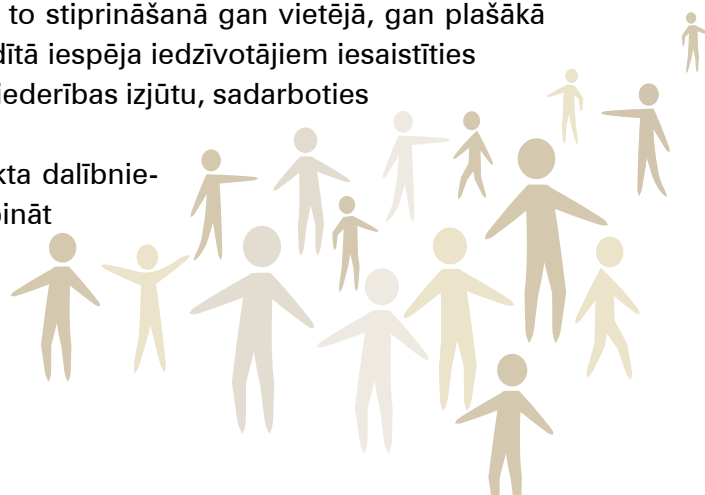 to stiprināšanā gan vietējā, gan plašākā
dītā iespēja iedzīvotājiem iesaistīties
iederības izjūtu, sadarboties
kta dalībnie-
pināt